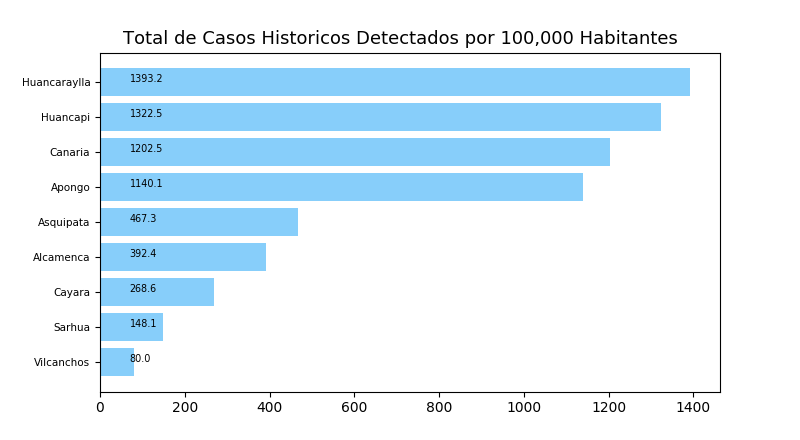 Total de Casos Historicos Detectados por 100,000 Habitantes
Huancaraylla 1393.2
Huancapi 1322.5
Canaria 1202.5
Apongo 1140.1
Asquipata 467.3
Alcamenca 392.4
Cayara 268.6
Sarhua 148.1
Vilcanchos 80.0
0 200 400 600 800 1000 1200 1400